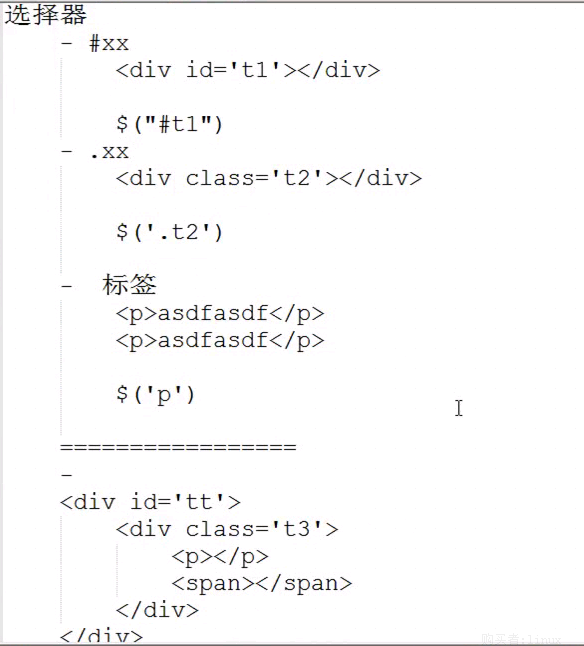 选择器
- #xx
<div id='t1'></div>
$("#t1")
- .xx
<div class='t2'></div>
$('.t2')
- 标签
<p>asdfasdf</p>
<p>asdfasdf</p>
$('p')
=================
-
<div id='tt'>
<div class='t3'>
<p></p>
<span></span>
</div>
</div>